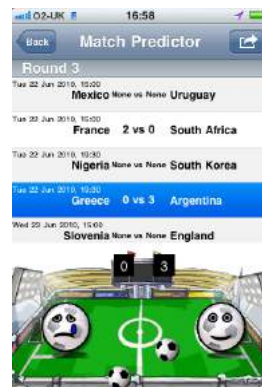 O2-UK E 16:58
Back Match Predictor
Round 3
Tue 22 Jun 2010, 15:00
Mexico None vs None Uruguay
Tue 22 Jun 2010, 15:00
France 2 vs 0 South Africa
Tue 22 Jun 2010, 19:30
Nigeria None vs None South Korea
Tue 22 Jun 2010, 19:30
Greece 0 vs 3 Argentina
Wed 23 Jun 2010, 15:00
Slovenia None vs None England
0 3